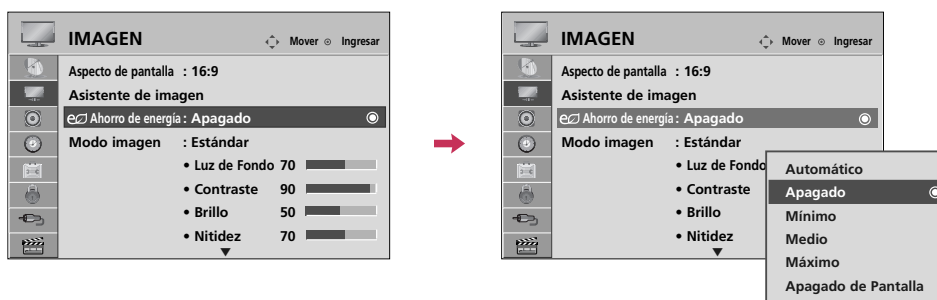 IMAGEN
Mover
Ingresar
Aspecto de pantalla : 16:9
Asistente de imagen
Ahorro de energía : Apagado
Modo imagen : Estándar
• Luz de Fondo 70
• Contraste 90
• Brillo 50
• Nitidez 70
IMAGEN
Mover
Ingresar
Aspecto de pantalla : 16:9
Asistente de imagen
Ahorro de energía : Apagado
Modo imagen : Estándar
• Luz de Fondo
• Contraste
• Brillo
• Nitidez
Automático
Apagado
Mínimo
Medio
Máximo
Apagado de Pantalla